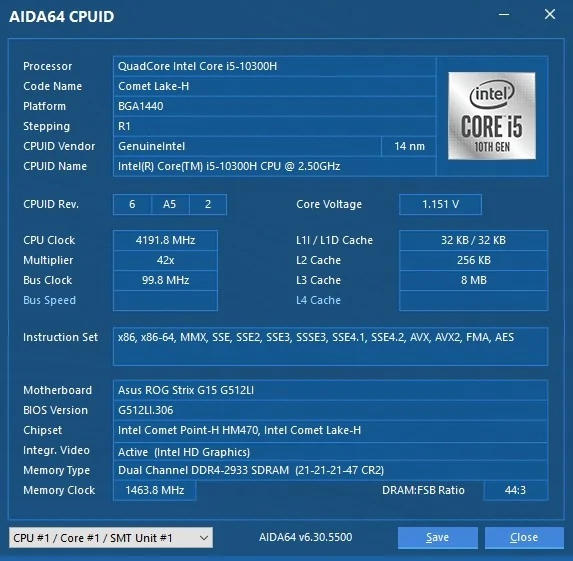 AIDA64 CPUID
Processor QuadCore Intel Core i5-10300H
Code Name Comet Lake-H
Platform BGA1440
Stepping R1
CPUID Vendor GenuineIntel 14 nm
CPUID Name Intel(R) Core(TM) i5-10300H CPU @ 2.50GHz
intel
CORE i5
10TH GEN
CPUID Rev. 6 A5 2 Core Voltage 1.151 V
CPU Clock 4191.8 MHz L1I / L1D Cache 32 KB / 32 KB
Multiplier 42x L2 Cache 256 KB
Bus Clock 99.8 MHz L3 Cache 8 MB
Bus Speed L4 Cache
Instruction Set x86, x86-64, MMX, SSE, SSE2, SSE3, SSSE3, SSE4.1, SSE4.2, AVX, AVX2, FMA, AES
Motherboard Asus ROG Strix G15 G512LI
BIOS Version G512LI.306
Chipset Intel Comet Point-H HM470, Intel Comet Lake-H
Integr. Video Active (Intel HD Graphics)
Memory Type Dual Channel DDR4-2933 SDRAM (21-21-21-47 CR2)
Memory Clock 1463.8 MHz DRAM:FSB Ratio 44:3
CPU #1 / Core #1 / SMT Unit #1 AIDA64 v6.30.5500 Save Close